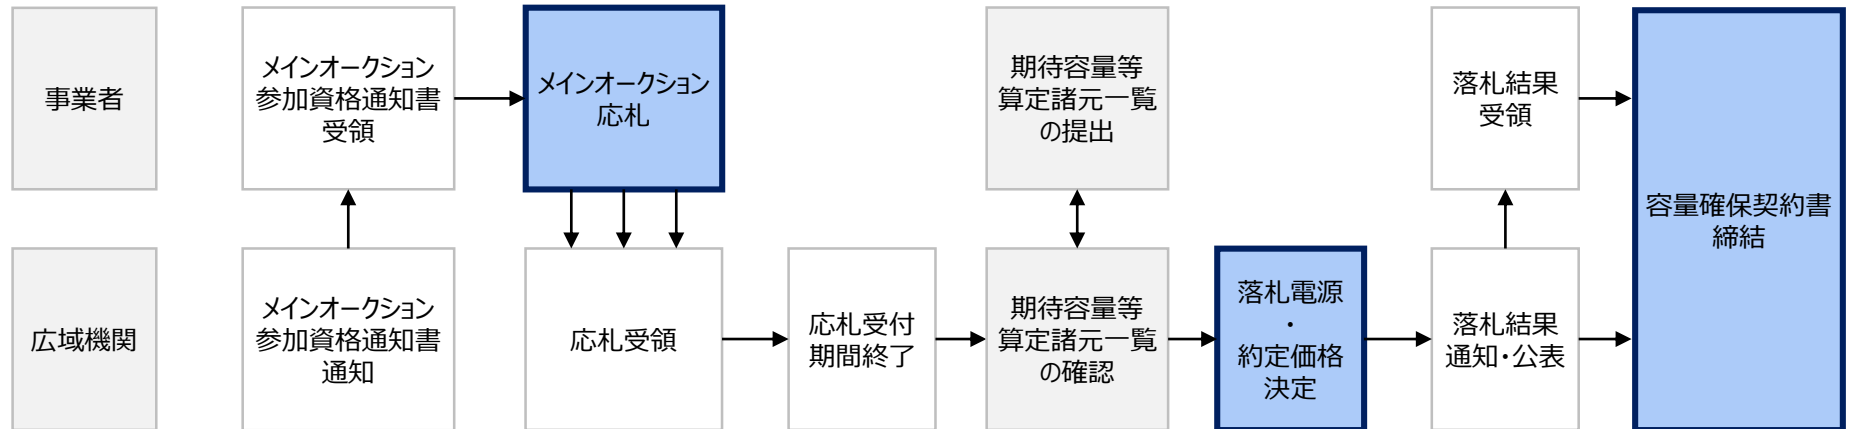 事業者
メインオークション
参加資格通知書
受領
メインオークション
応札
期待容量等
算定諸元一覧
の提出
落札結果
受領
容量確保契約書
締結
広域機関
メインオークション
参加資格通知書
通知
応札受領
応札受付
期間終了
期待容量等
算定諸元一覧
の確認
落札電源
・
約定価格
決定
落札結果
通知・公表